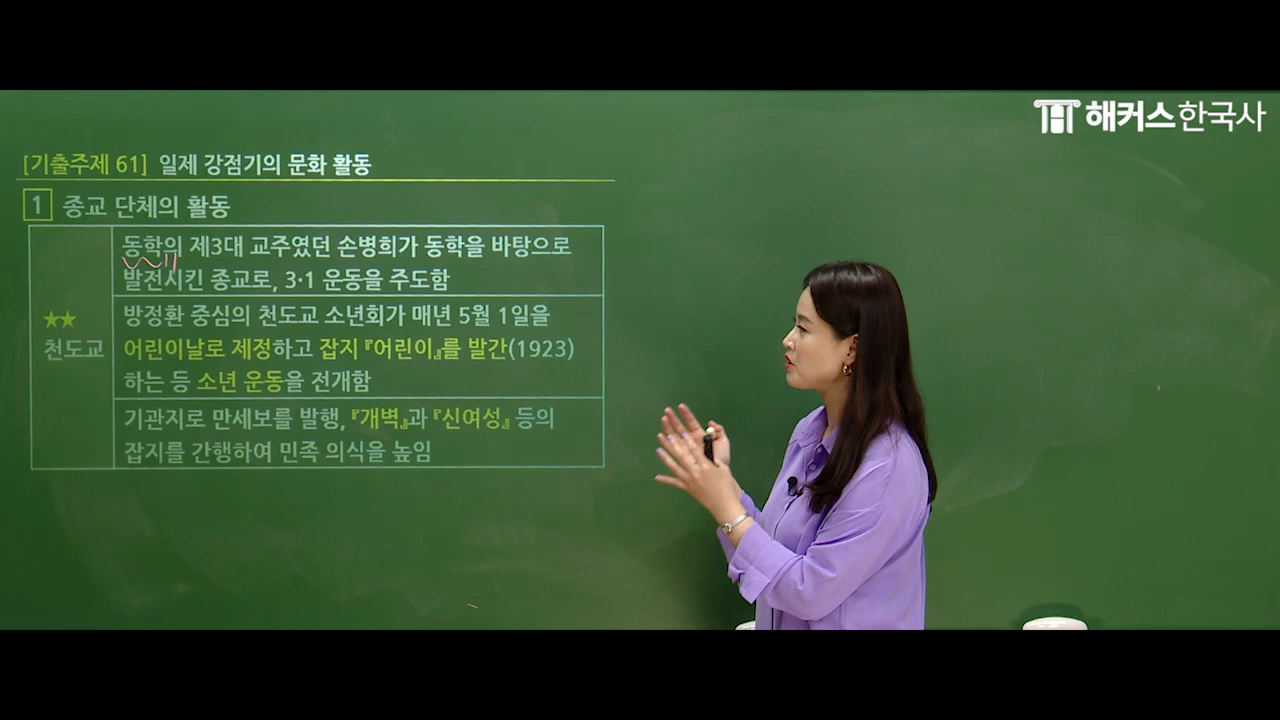 해커스한국사
[기출주제 61] 일제 강점기의 문화 활동
1 종교 단체의 활동
동학의 제3대 교주였던 손병희가 동학을 바탕으로
발전시킨 종교로, 3·1 운동을 주도함
★★
천도교
방정환 중심의 천도교 소년회가 매년 5월 1일을
어린이날로 제정하고 잡지 『어린이』를 발간(1923)
하는 등 소년 운동을 전개함
기관지로 만세보를 발행, 『개벽』과 『신여성』 등의
잡지를 간행하여 민족 의식을 높임